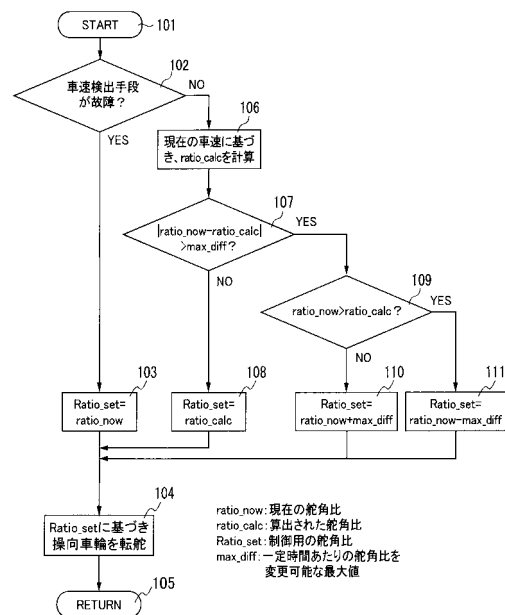 START
101
102
車速検出手段
が故障？
NO
YES
106
現在の車速に基づ
き、ratio_calcを計算
107
|ratio_now-ratio_calc|
>max_diff？
YES
NO
109
ratio_now>ratio_calc？
YES
NO
103
Ratio_set=
ratio_now
108
Ratio_set=
ratio_calc
110
Ratio_set=
ratio_now+max_diff
111
Ratio_set=
ratio_now-max_diff
104
Ratio_setに基づき
操向車輪を転舵
105
RETURN
ratio_now:現在の舵角比
ratio_calc:算出された舵角比
Ratio_set:制御用の舵角比
max_diff:一定時間あたりの舵角比を
変更可能な最大値